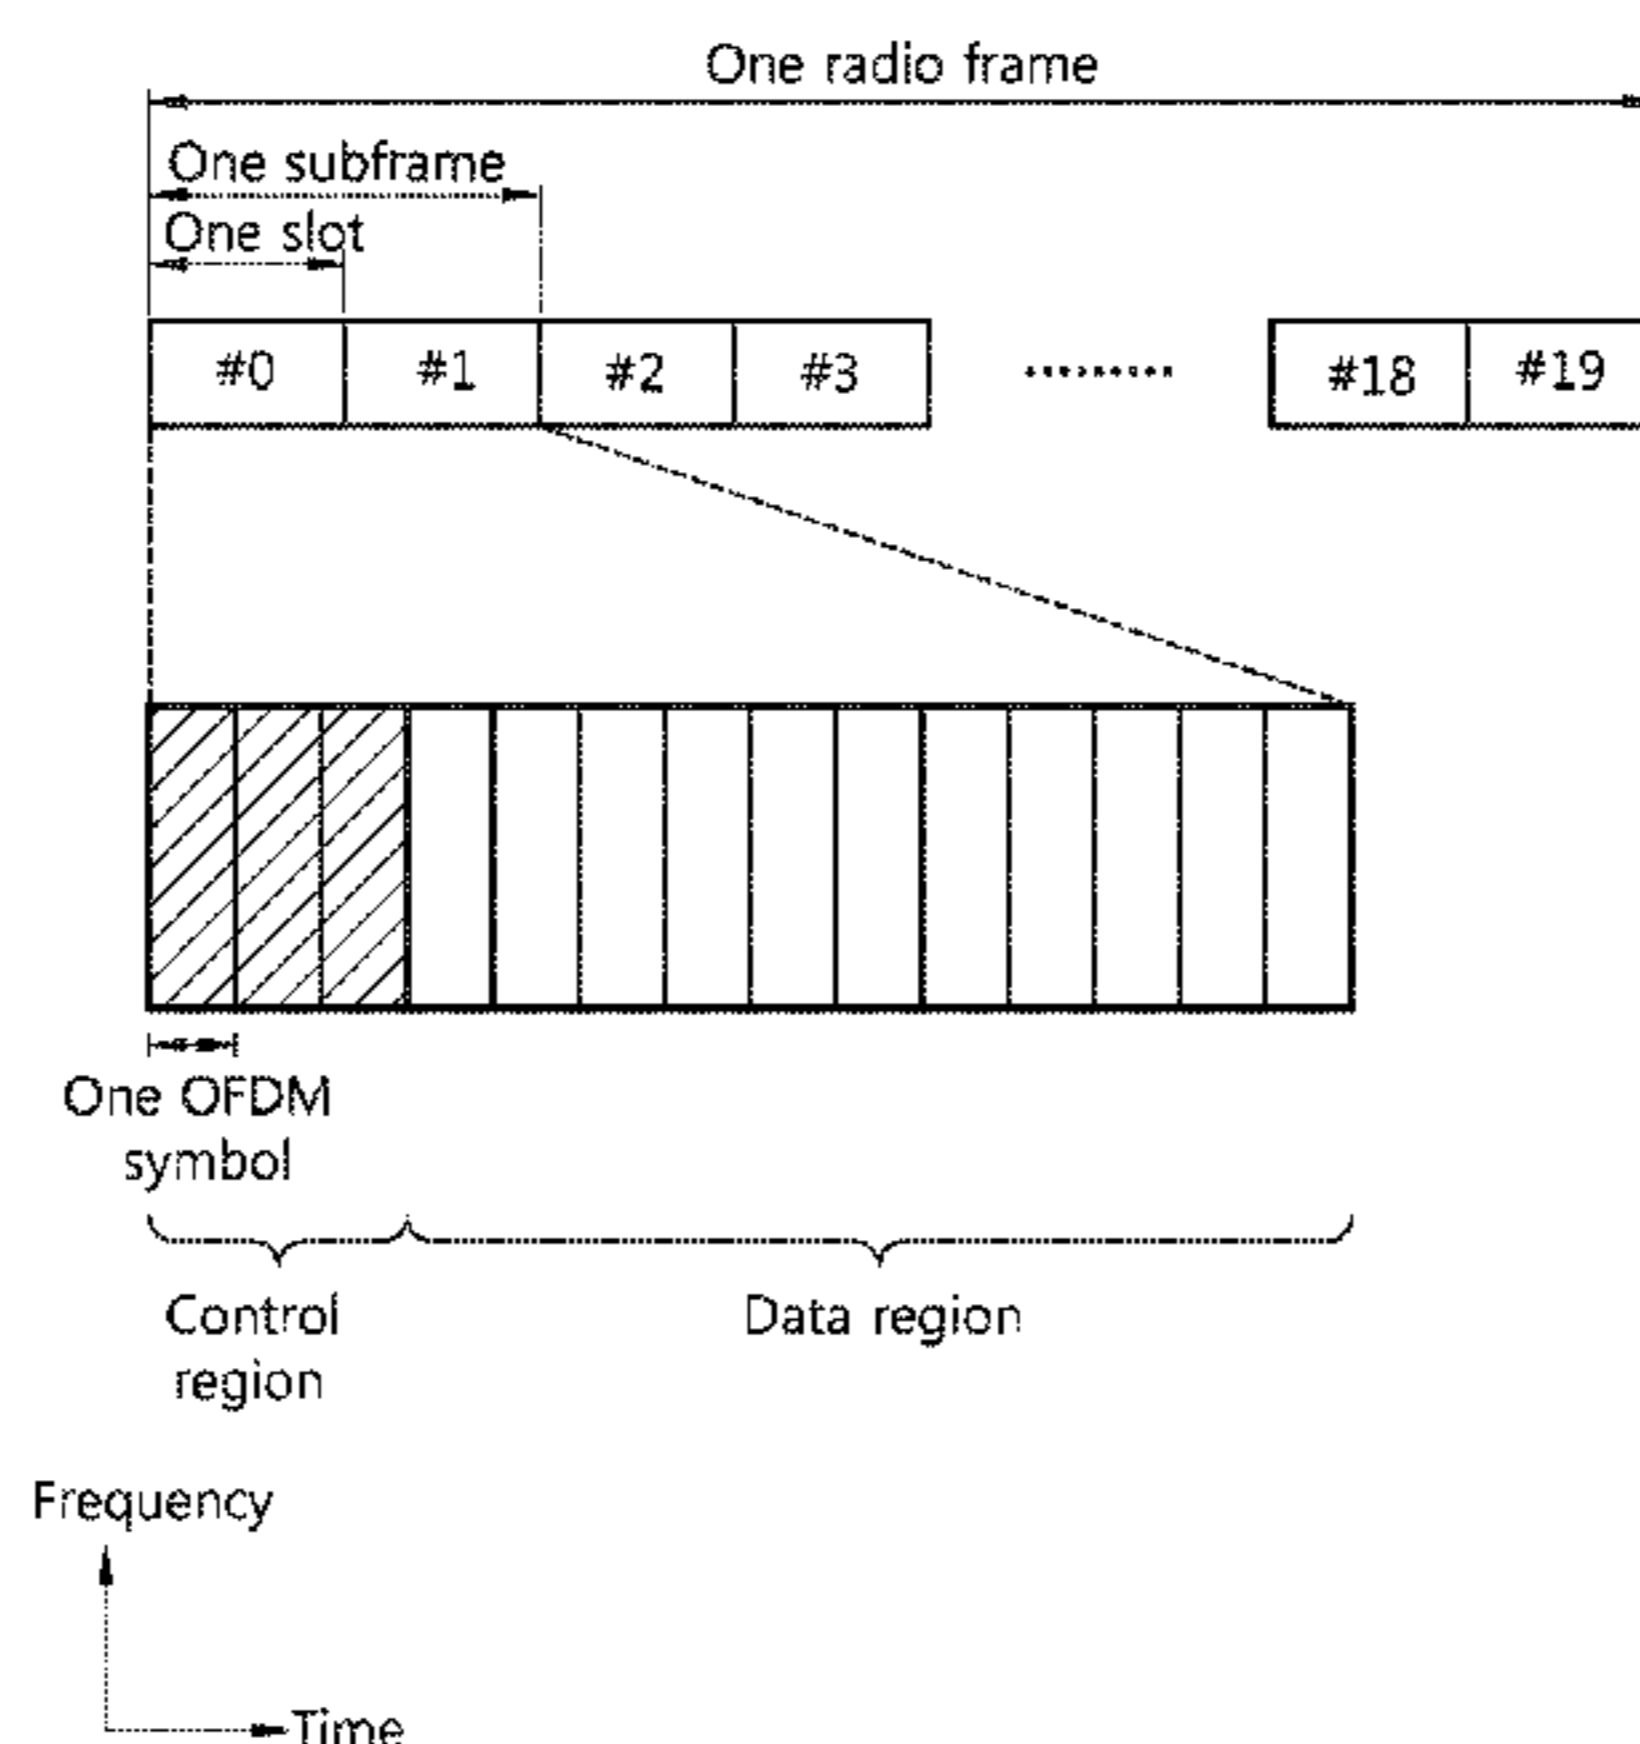 One radio frame
One subframe
One slot
#0 #1 #2 #3 ......... #18 #19
One OFDM
symbol
Control
region
Data region
Frequency
Time